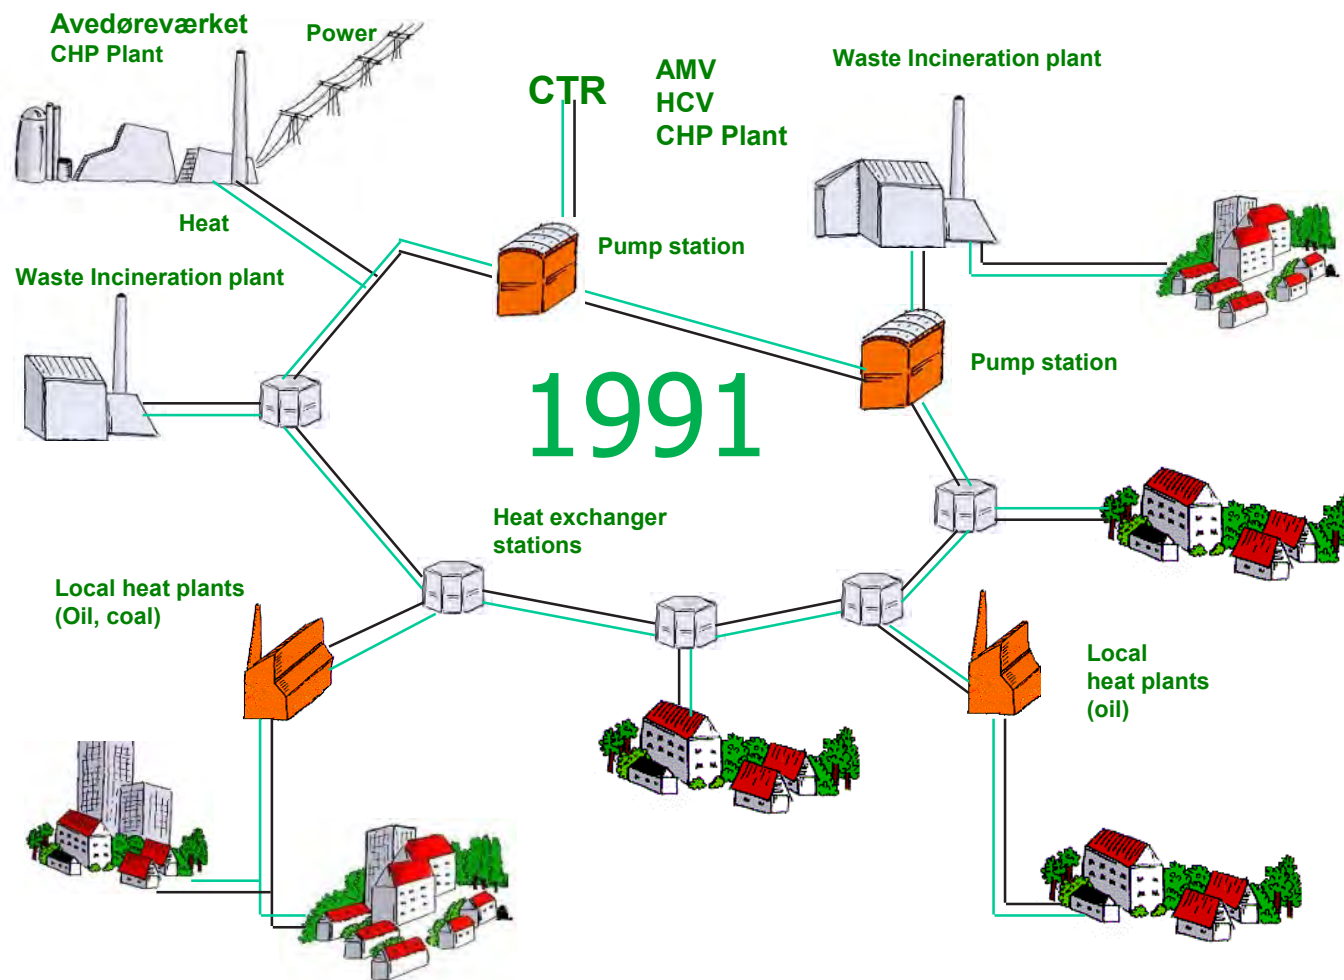 Avedøreværket
CHP Plant
Power
CTR
AMV
HCV
CHP Plant
Waste Incineration plant
Heat
Pump station
Waste Incineration plant
Pump station
1991
Heat exchanger
stations
Local heat plants
(Oil, coal)
Local
heat plants
(oil)